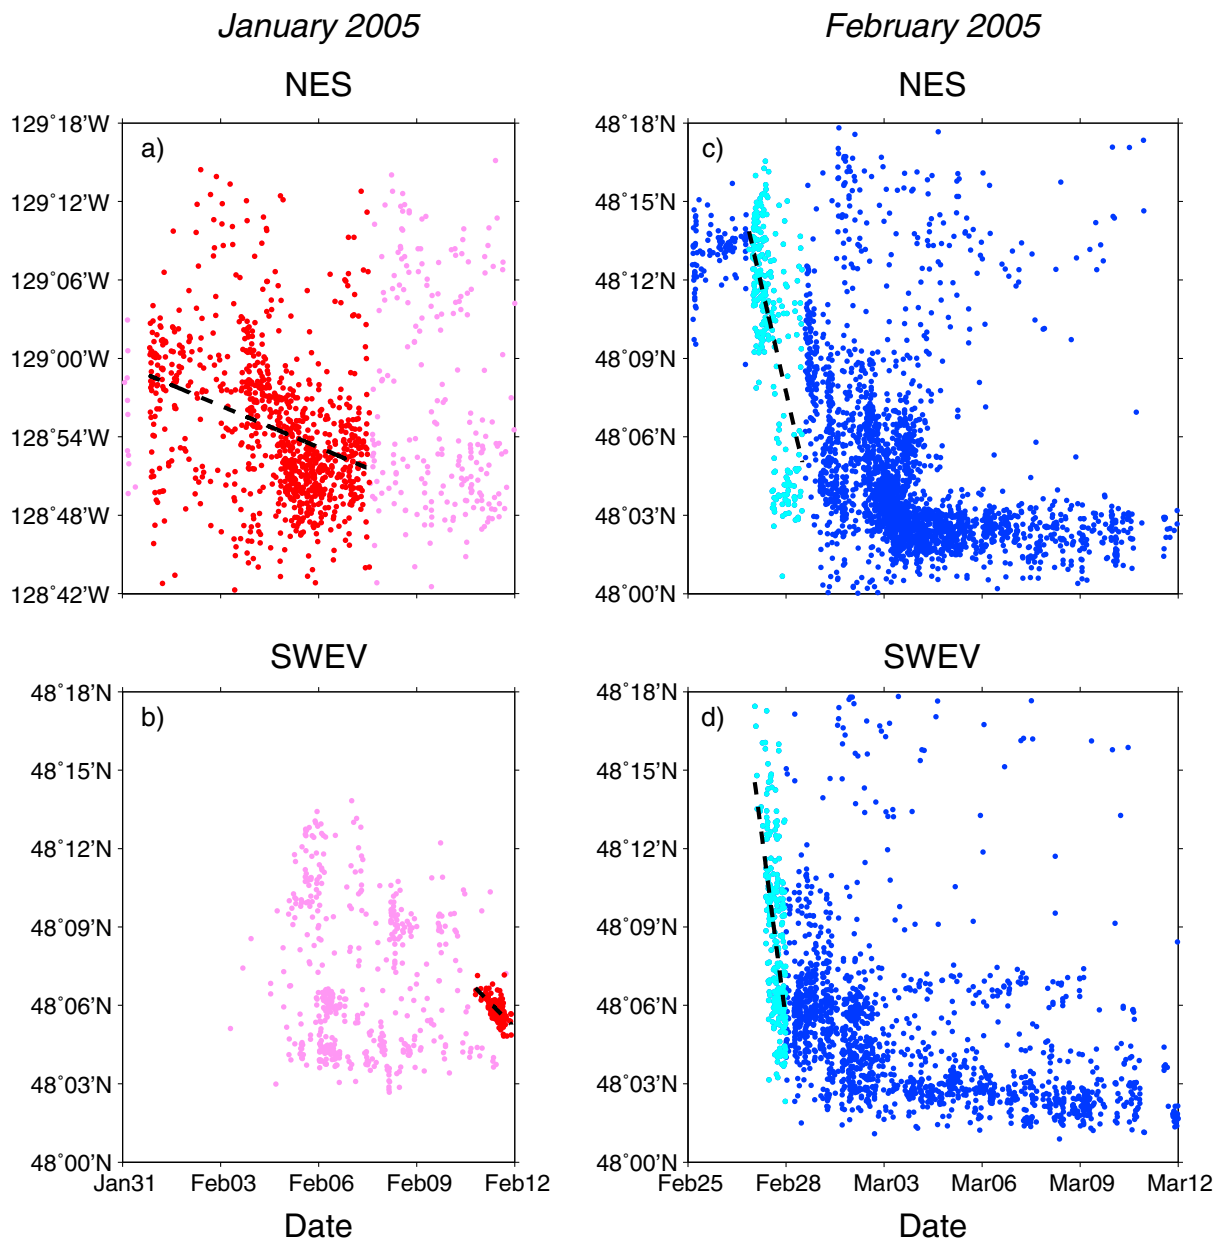 January 2005
February 2005
NES
NES
129°18'W
129°12'W
129°06'W
129°00'W
128°54'W
128°48'W
128°42'W
a)
48°18'N
48°15'N
48°12'N
48°09'N
48°06'N
48°03'N
48°00'N
c)
SWEV
SWEV
48°18'N
48°15'N
48°12'N
48°09'N
48°06'N
48°03'N
48°00'N
b)
Jan31 Feb03 Feb06 Feb09 Feb12
Date
48°18'N
48°15'N
48°12'N
48°09'N
48°06'N
48°03'N
48°00'N
d)
Feb25 Feb28 Mar03 Mar06 Mar09 Mar12
Date